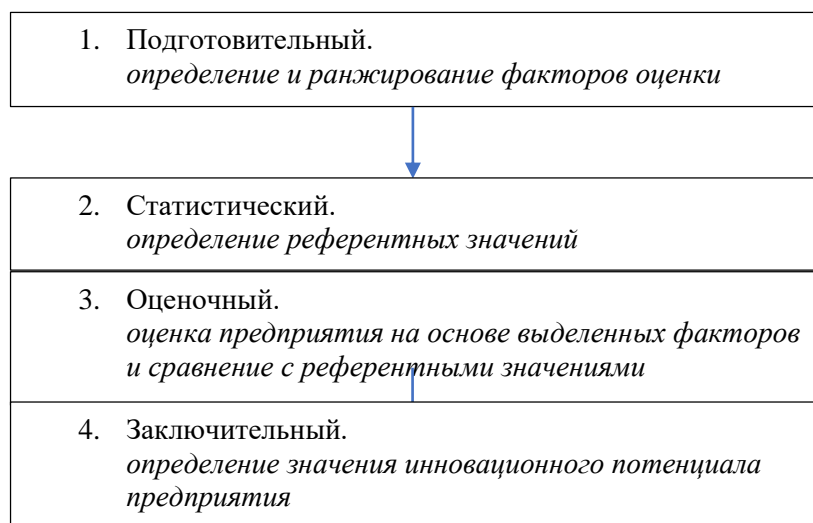 1. Подготовительный.
определение и ранжирование факторов оценки
2. Статистический.
определение референтных значений
3. Оценочный.
оценка предприятия на основе выделенных факторов
и сравнение с референтными значениями
4. Заключительный.
определение значения инновационного потенциала
предприятия